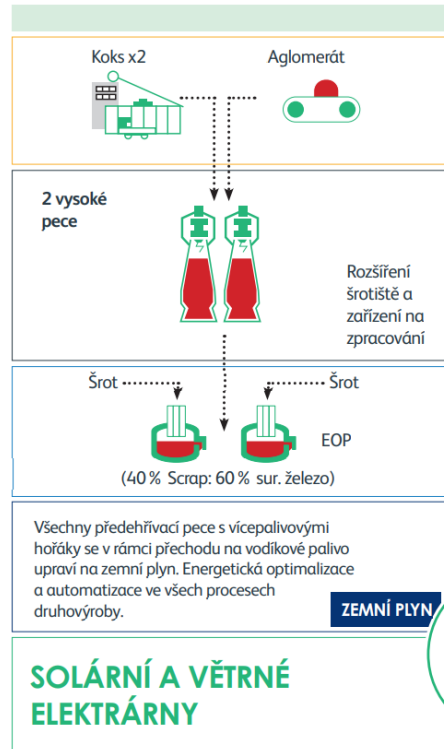 Koks x2
Aglomerát
2 vysoké
pece
Rozšíření
šrotiště a
zařízení na
zpracování
Šrot
Šrot
EOP
(40 % Scrap: 60 % sur. železo)
Všechny předehřívací pece s vícepalivovými
hořáky se v rámci přechodu na vodíkové palivo
upraví na zemní plyn. Energetická optimalizace
a automatizace ve všech procesech
druhovýroby.
ZEMNÍ PLYN
SOLÁRNÍ A VĚTRNÉ
ELEKTRÁRNY